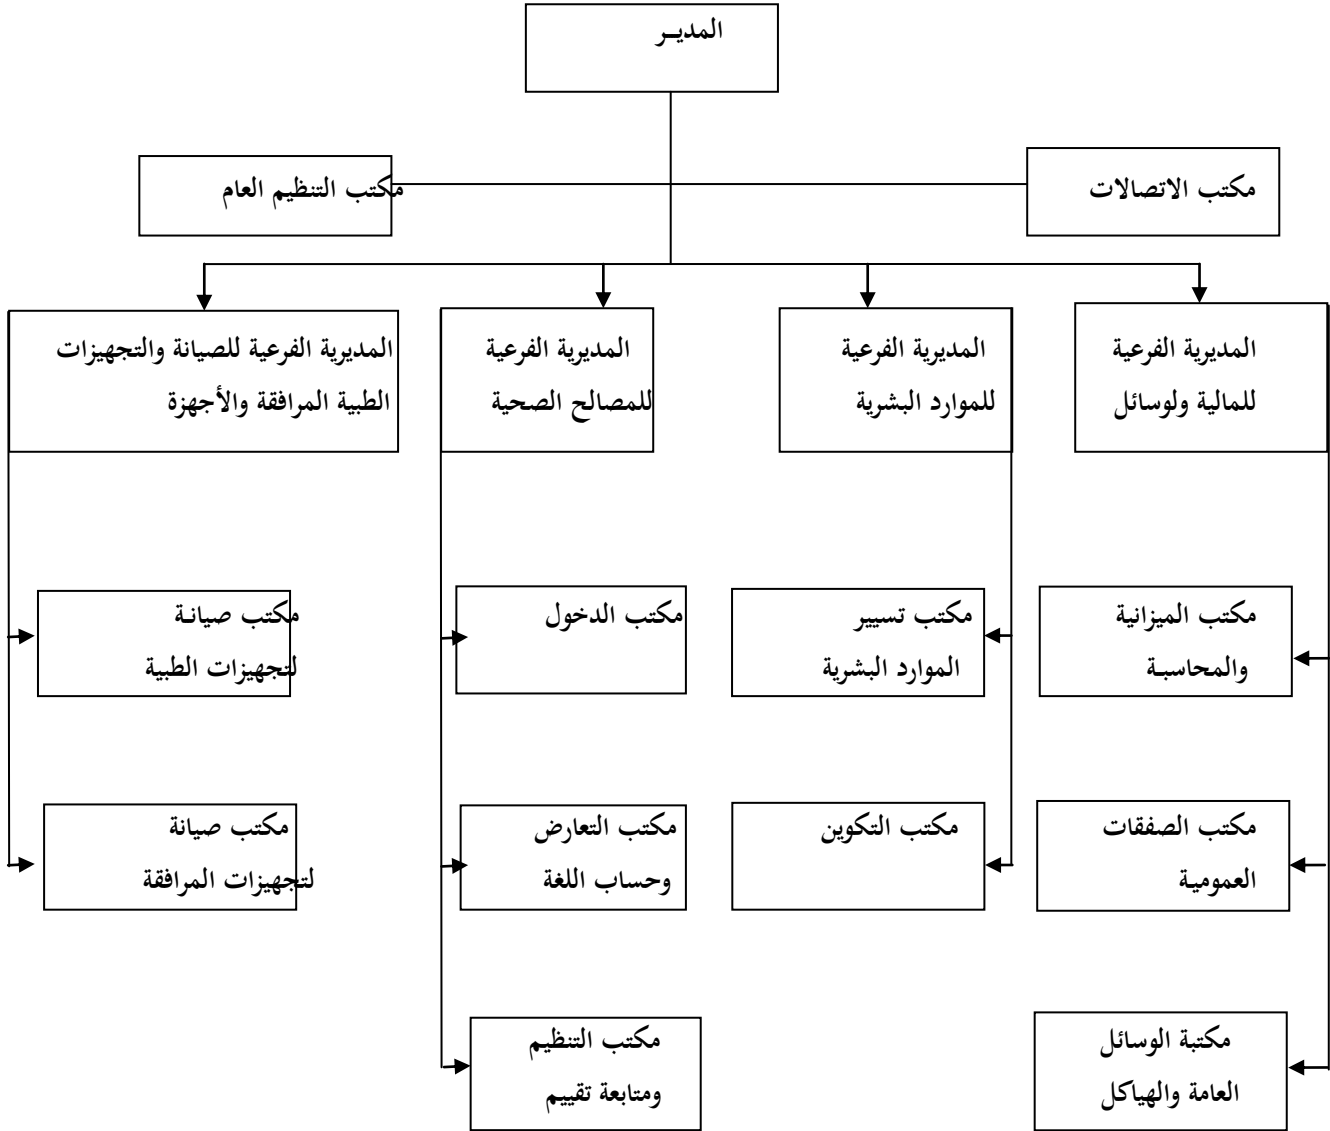 المديـر
مكتب الاتصالات
مكتب التنظيم العام
المديرية الفرعية
للمالية ولوسائل
المديرية الفرعية
للموارد البشرية
المديرية الفرعية
للمصالح الصحية
المديرية الفرعية للصيانة والتجهيزات
الطبية المرافقة والأجهزة
مكتب الميزانية
والمحاسبـة
مكتب تسيير
الموارد البشرية
مكتب الدخول
مكتب صيانـة
لتجهيزات الطبية
مكتب الصفقات
العموميـة
مكتب التكوين
مكتب التعارض
وحساب اللغة
مكتب صيانة
لتجهيزات المرافقة
مكتبة الوسائل
العامة والهياكل
مكتب التنظيم
ومتابعة تقييم